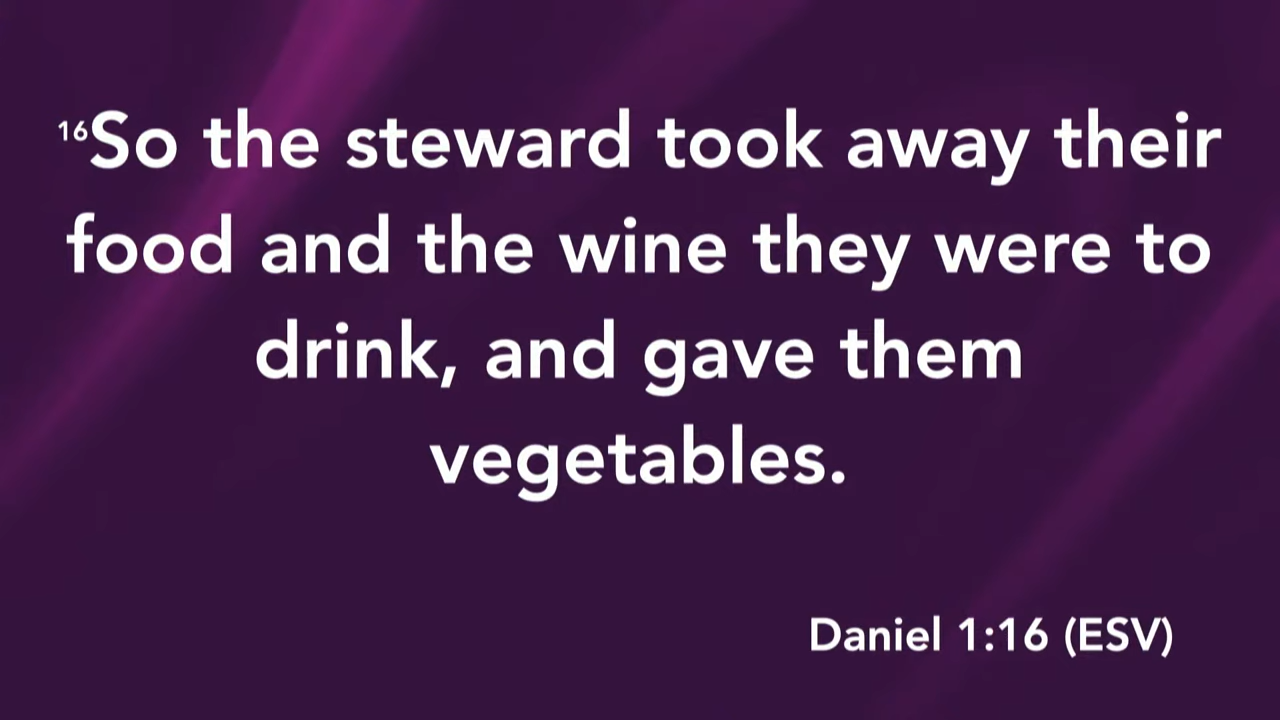 16So the steward took away their
food and the wine they were to
drink, and gave them
vegetables.
Daniel 1:16 (ESV)